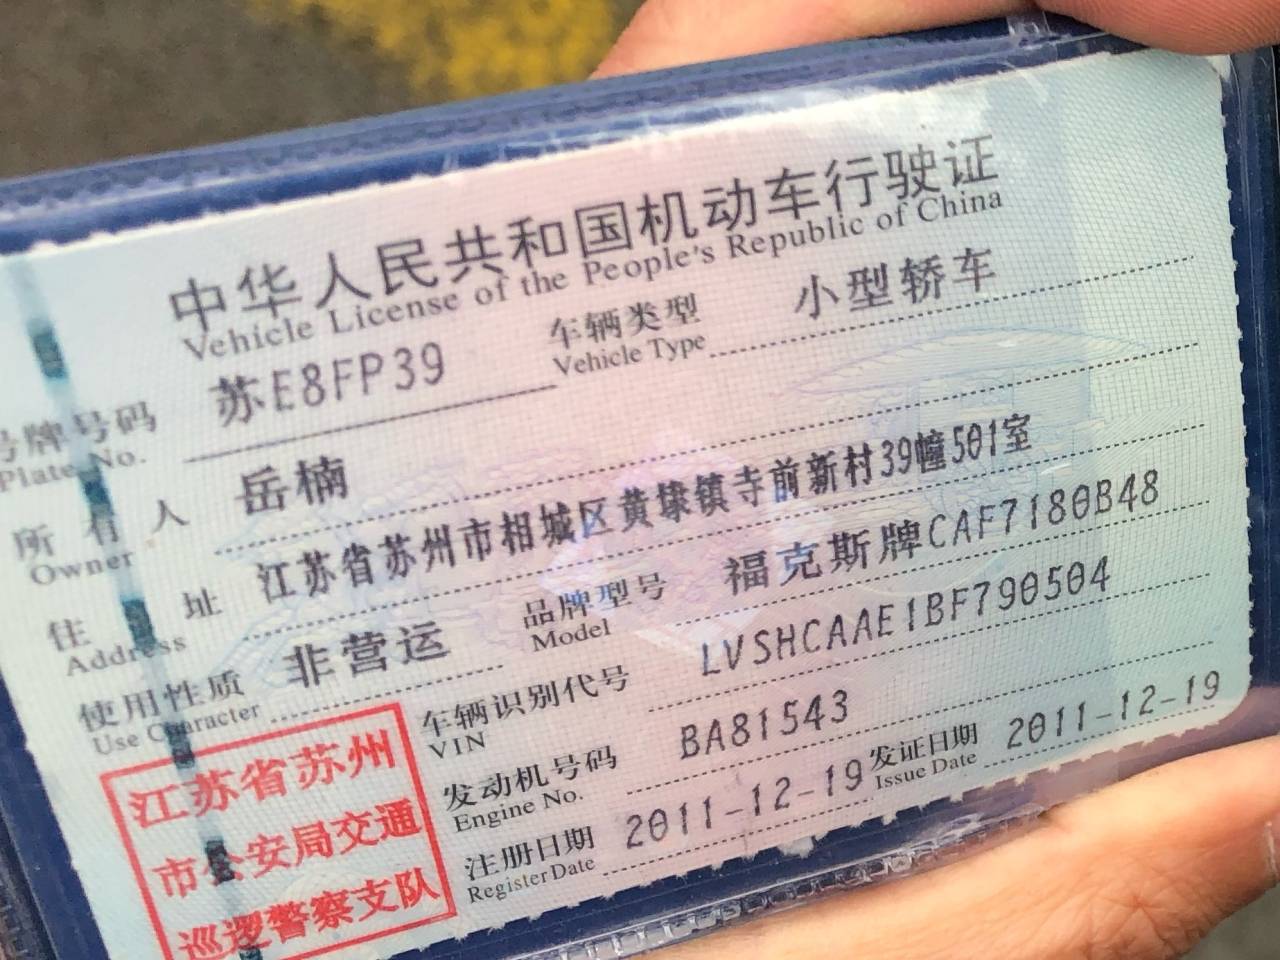 中华人民共和国机动车行驶证
Vehicle License of the People's Republic of China
号牌号码 苏E8FP39 车辆类型 小型轿车
Plate No. Vehicle Type
所有人 岳楠
Owner
住址 江苏省苏州市相城区黄埭镇寺前新村39幢501室
Address
使用性质 非营运 品牌型号 福克斯牌CAF7180B48
Use Character Model
车辆识别代号 LVSHCAAE1BF790504
VIN
发动机号码 BA81543
Engine No.
注册日期 2011-12-19 发证日期 2011-12-19
Register Date Issue Date
江苏省苏州
市公安局交通
巡逻警察支队